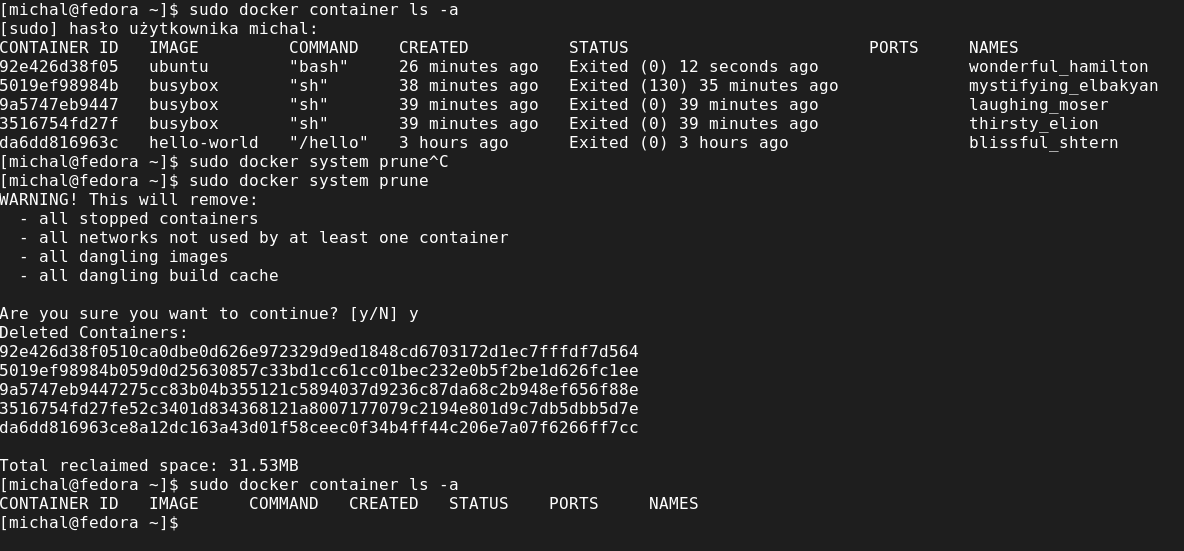 [michal@fedora ~]$ sudo docker container ls -a
[sudo] hasło użytkownika michal:
CONTAINER ID   IMAGE         COMMAND    CREATED          STATUS                        PORTS     NAMES
92e426d38f05   ubuntu        "bash"     26 minutes ago   Exited (0) 12 seconds ago               wonderful_hamilton
5019ef98984b   busybox       "sh"       38 minutes ago   Exited (130) 35 minutes ago             mystifying_elbakyan
9a5747eb9447   busybox       "sh"       39 minutes ago   Exited (0) 39 minutes ago               laughing_moser
3516754fd27f   busybox       "sh"       39 minutes ago   Exited (0) 39 minutes ago               thirsty_elion
da6dd816963c   hello-world   "/hello"   3 hours ago      Exited (0) 3 hours ago                  blissful_shtern
[michal@fedora ~]$ sudo docker system prune^C
[michal@fedora ~]$ sudo docker system prune
WARNING! This will remove:
  - all stopped containers
  - all networks not used by at least one container
  - all dangling images
  - all dangling build cache

Are you sure you want to continue? [y/N] y
Deleted Containers:
92e426d38f0510ca0dbe0d626e972329d9ed1848cd6703172d1ec7fffdf7d564
5019ef98984b059d0d25630857c33bd1cc61cc01bec232e0b5f2be1d626fc1ee
9a5747eb9447275cc83b04b355121c5894037d9236c87da68c2b948ef656f88e
3516754fd27fe52c3401d834368121a8007177079c2194e801d9c7db5dbb5d7e
da6dd816963ce8a12dc163a43d01f58ceec0f34b4ff44c206e7a07f6266ff7cc

Total reclaimed space: 31.53MB
[michal@fedora ~]$ sudo docker container ls -a
CONTAINER ID   IMAGE     COMMAND   CREATED   STATUS    PORTS     NAMES
[michal@fedora ~]$